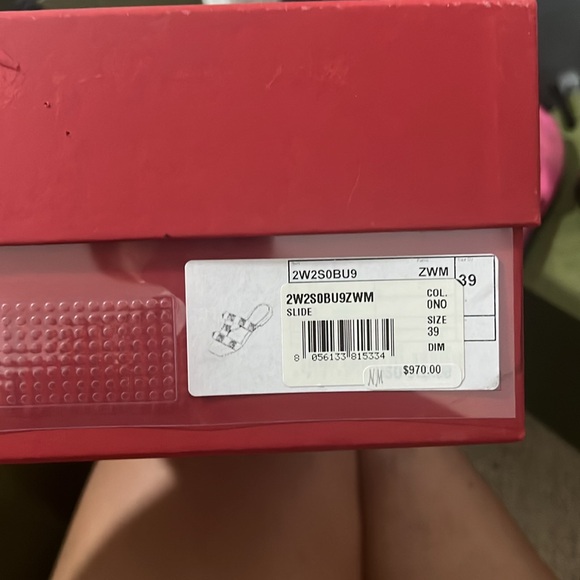 2W2S0BU9 ZWM
39
2W2S0BU9ZWM
SLIDE
COL.
0NO
SIZE
39
DIM
8 056133 815334
$970.00
NM